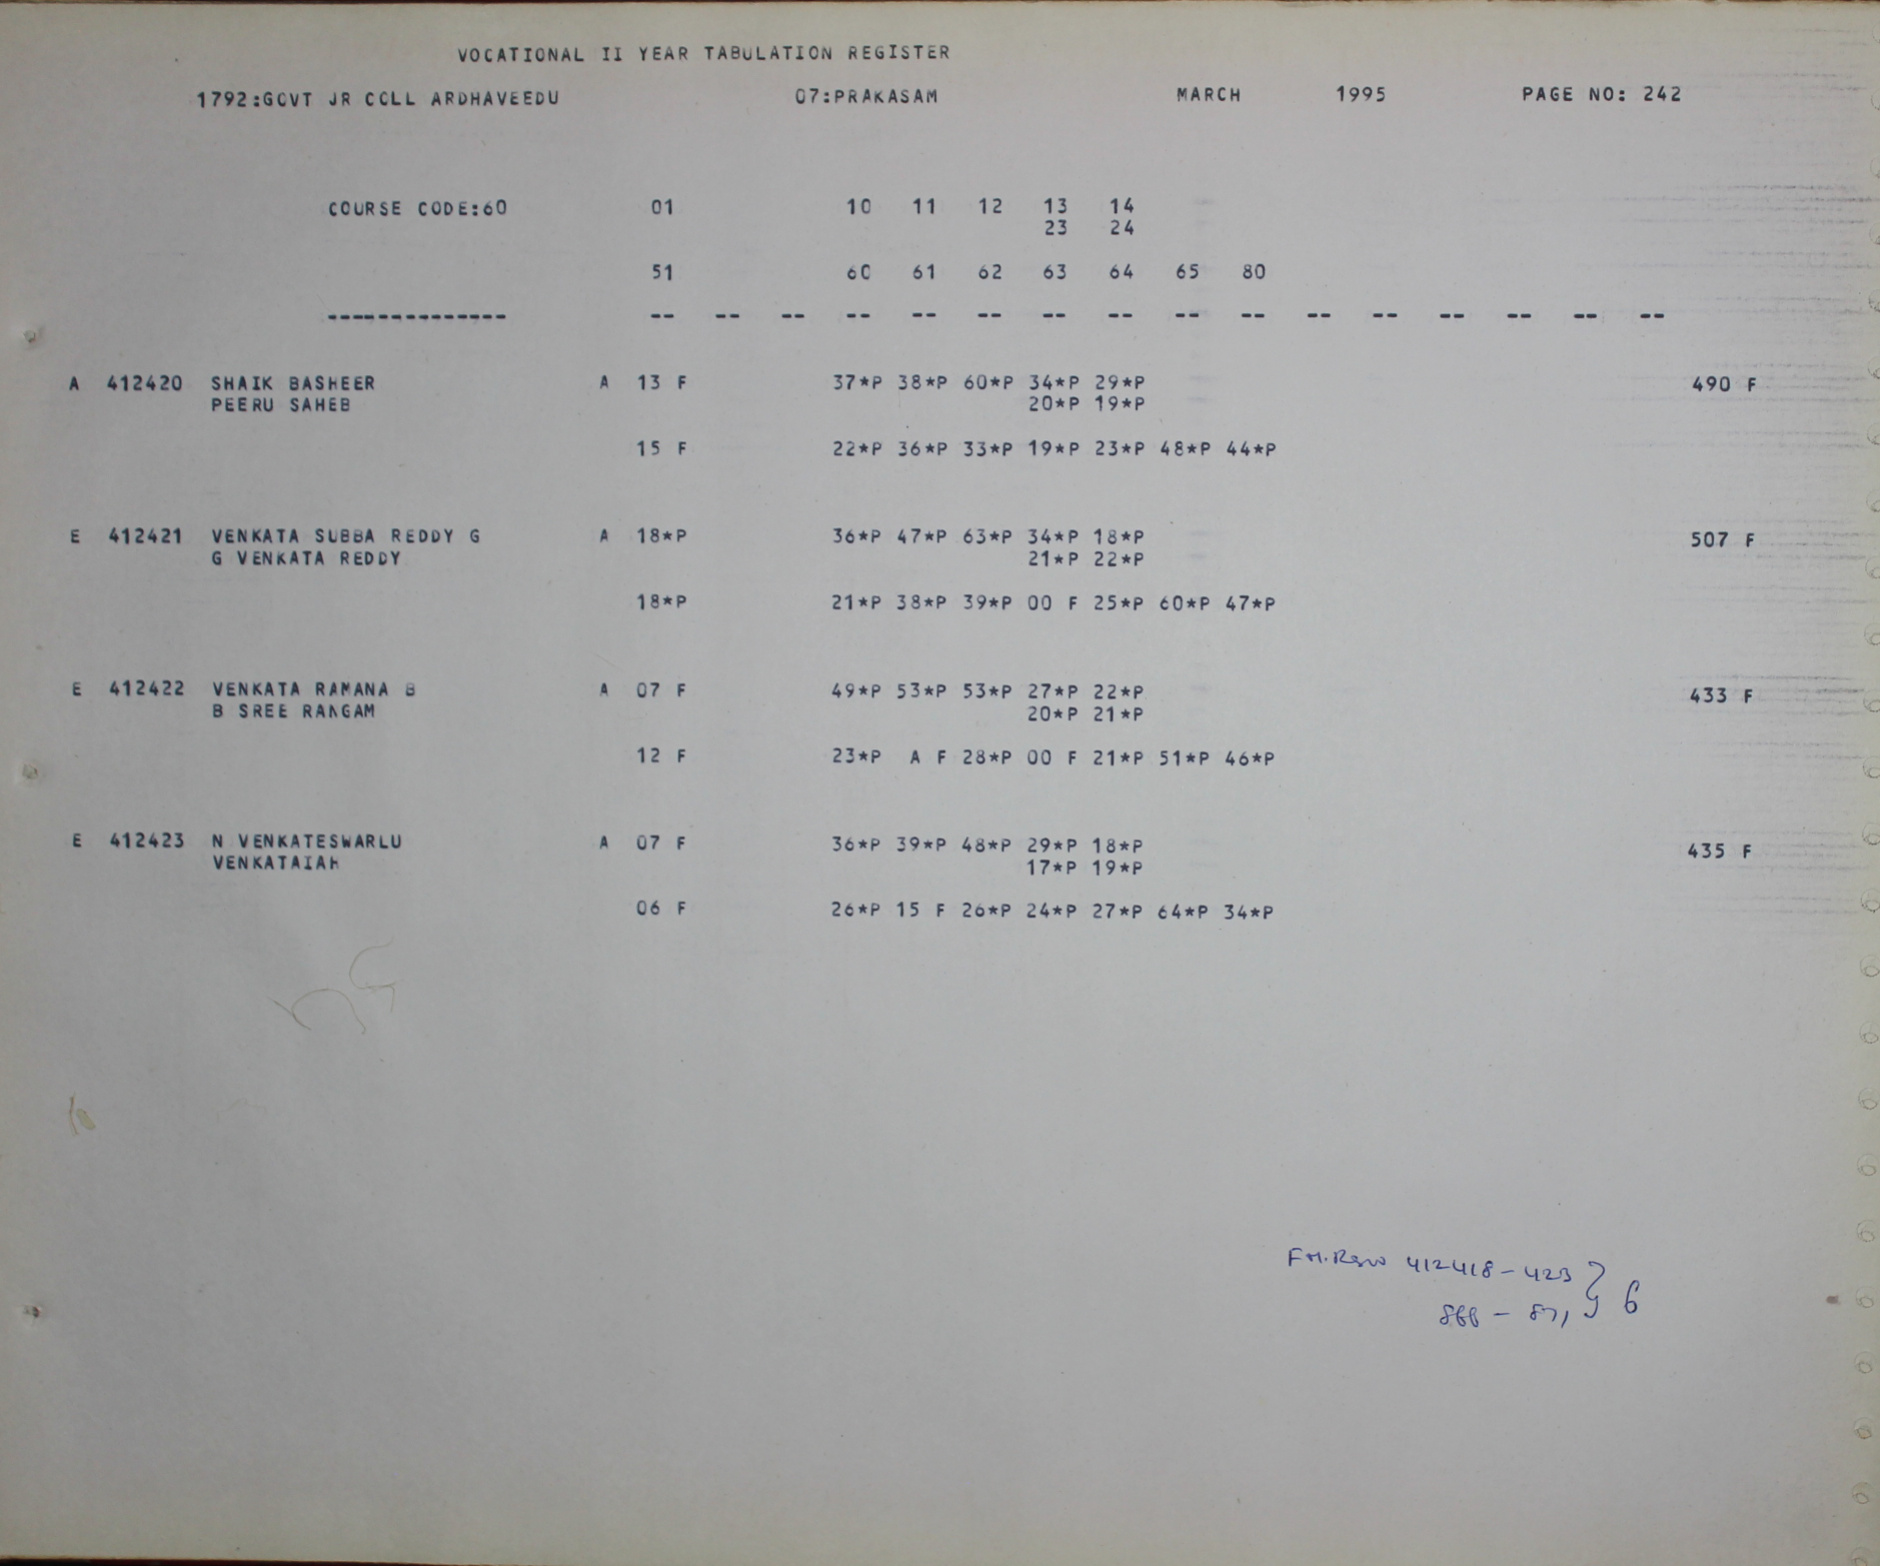 VOCATIONAL II YEAR TABULATION REGISTER
1792:GOVT JR COLL ARDHAVEEDU 07:PRAKASAM MARCH 1995 PAGE NO: 242
COURSE CODE:60 01 10 11 12 13 14
23 24
51 60 61 62 63 64 65 80
-------------- -- -- -- -- -- -- -- -- -- -- -- -- -- -- -- --
A 412420 SHAIK BASHEER A 13 F 37*P 38*P 60*P 34*P 29*P 490 F
PEERU SAHEB 20*P 19*P
15 F 22*P 36*P 33*P 19*P 23*P 48*P 44*P
E 412421 VENKATA SUBBA REDDY G A 18*P 36*P 47*P 63*P 34*P 18*P 507 F
G VENKATA REDDY 21*P 22*P
18*P 21*P 38*P 39*P 00 F 25*P 60*P 47*P
E 412422 VENKATA RAMANA B A 07 F 49*P 53*P 53*P 27*P 22*P 433 F
B SREE RANGAM 20*P 21*P
12 F 23*P A F 28*P 00 F 21*P 51*P 46*P
E 412423 N VENKATESWARLU A 07 F 36*P 39*P 48*P 29*P 18*P 435 F
VENKATAIAH 17*P 19*P
06 F 26*P 15 F 26*P 24*P 27*P 64*P 34*P
412418-423 } 6